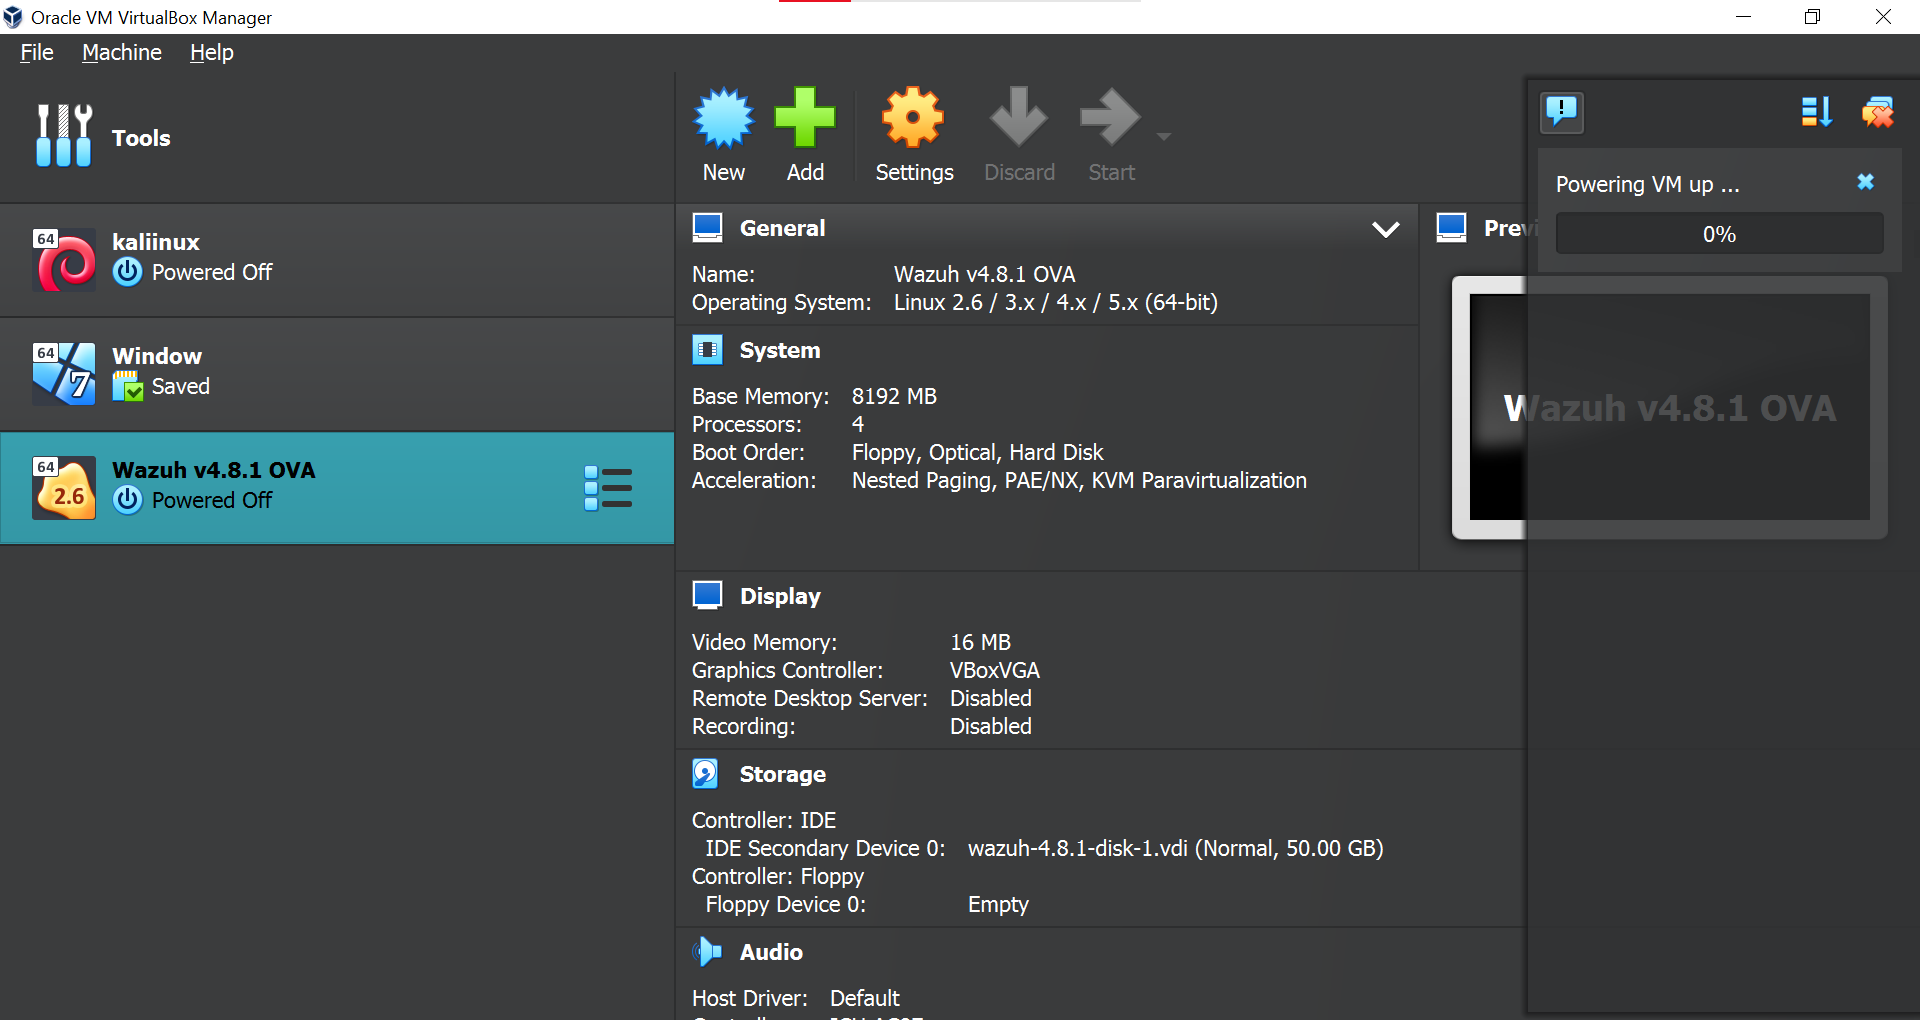 Oracle VM VirtualBox Manager
File Machine Help
Tools
New Add Settings Discard Start
64
kaliinux
Powered Off
64
7
Window
Saved
64
2.6
Wazuh v4.8.1 OVA
Powered Off
General
Name: Wazuh v4.8.1 OVA
Operating System: Linux 2.6 / 3.x / 4.x / 5.x (64-bit)
System
Base Memory: 8192 MB
Processors: 4
Boot Order: Floppy, Optical, Hard Disk
Acceleration: Nested Paging, PAE/NX, KVM Paravirtualization
Previ
Wazuh v4.8.1 OVA
Powering VM up ...
0%
Display
Video Memory: 16 MB
Graphics Controller: VBoxVGA
Remote Desktop Server: Disabled
Recording: Disabled
Storage
Controller: IDE
IDE Secondary Device 0: wazuh-4.8.1-disk-1.vdi (Normal, 50.00 GB)
Controller: Floppy
Floppy Device 0: Empty
Audio
Host Driver: Default